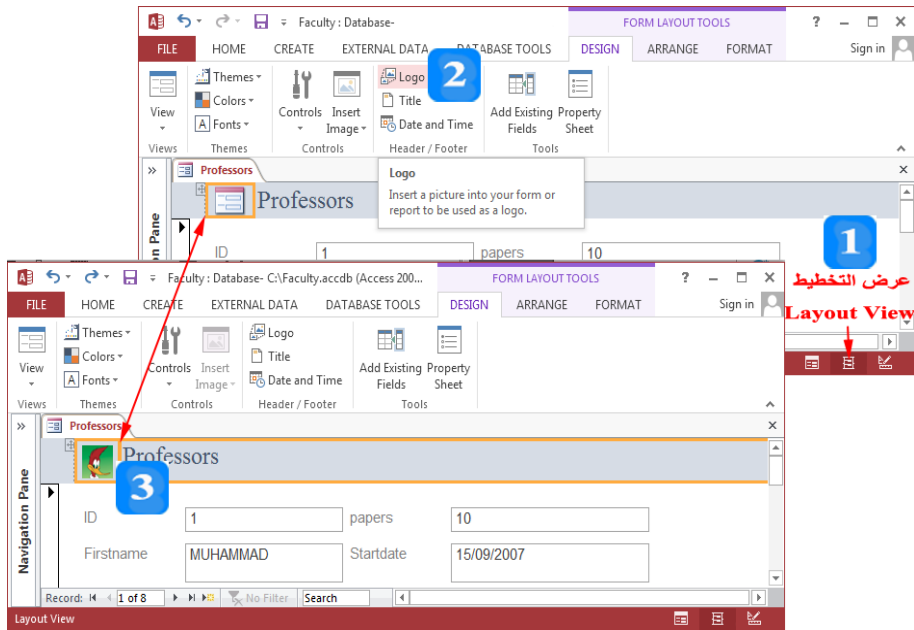 Faculty : Database-
FORM LAYOUT TOOLS
?
FILE HOME CREATE EXTERNAL DATA DATABASE TOOLS DESIGN ARRANGE FORMAT Sign in
View
Themes
Colors
A Fonts
Controls
Insert Image
Logo
Title
Date and Time
Add Existing Fields
Property Sheet
Views Themes Controls Header / Footer Tools
2
» Professors ×
Professors
Logo
Insert a picture into your form or
report to be used as a logo.
ID 1 papers 10
1
عرض التخطيط
Layout View
Faculty : Database- C:\Faculty.accdb (Access 200...
FORM LAYOUT TOOLS
?
FILE HOME CREATE EXTERNAL DATA DATABASE TOOLS DESIGN ARRANGE FORMAT Sign in
View
Themes
Colors
A Fonts
Controls
Insert Image
Logo
Title
Date and Time
Add Existing Fields
Property Sheet
Views Themes Controls Header / Footer Tools
» Professors ×
Professors
3
Navigation Pane
ID 1 papers 10
Firstname MUHAMMAD Startdate 15/09/2007
Record: 1 of 8 No Filter Search
Layout View